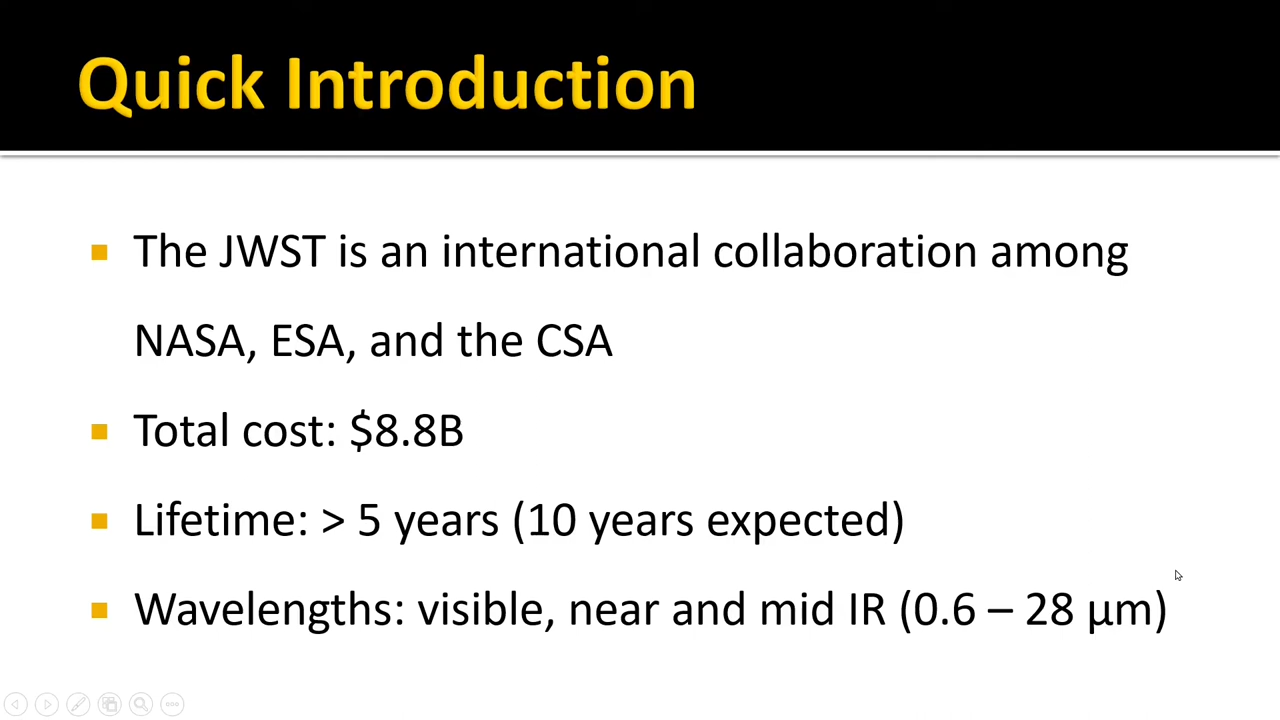 Quick Introduction
The JWST is an international collaboration among
NASA, ESA, and the CSA
Total cost: $8.8B
Lifetime: > 5 years (10 years expected)
Wavelengths: visible, near and mid IR (0.6 – 28 μm)